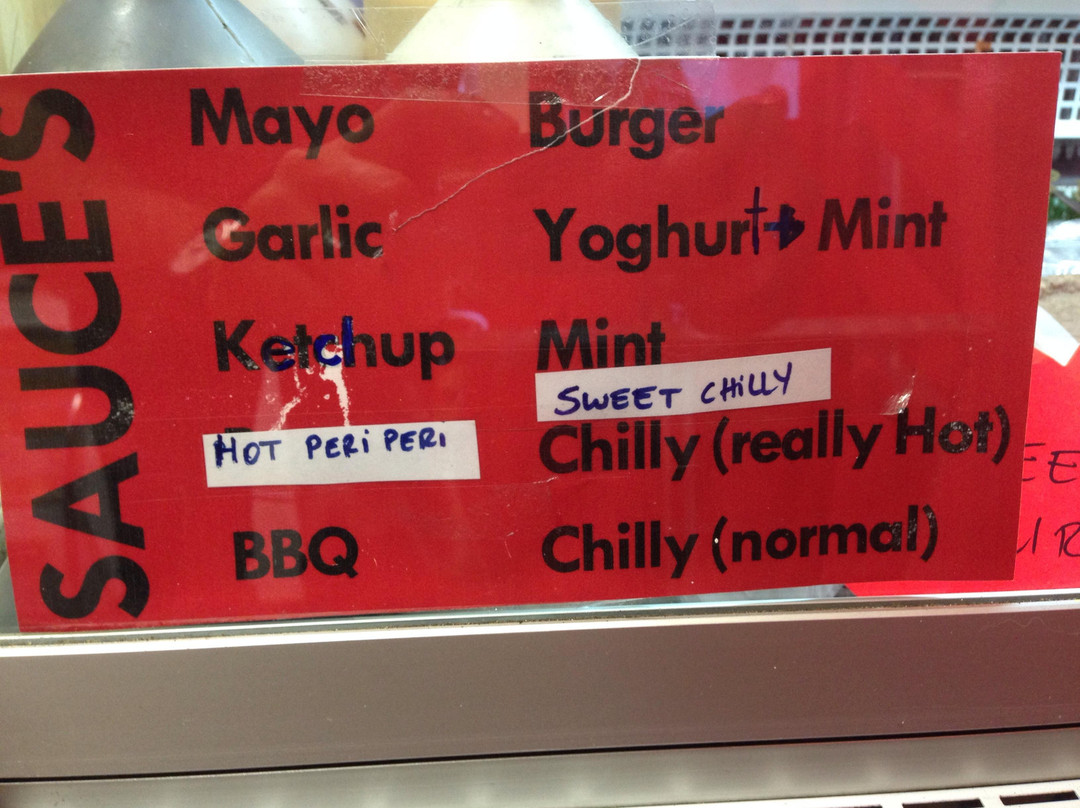 SAUCE'S
Mayo
Garlic
Ketchup
HOT PERI PERI
BBQ
Burger
Yoghurt & Mint
Mint
SWEET CHILLY
Chilly (really Hot)
Chilly (normal)